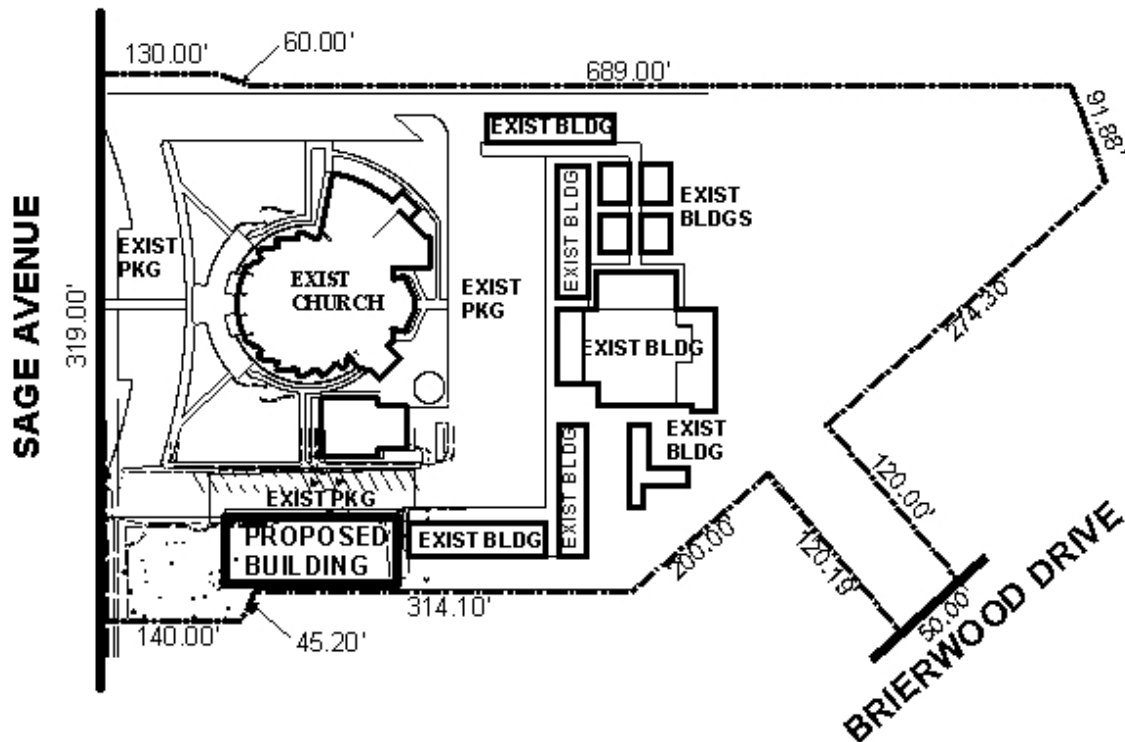 130.00'
60.00'
689.00'
91.88'
EXIST BLDG
EXIST BLDG
EXIST
BLDGS
SAGE AVENUE
319.00'
EXIST
PKG
EXIST
CHURCH
EXIST
PKG
274.30'
EXIST BLDG
EXIST
BLDG
EXIST BLDG
120.00'
EXIST PKG
PROPOSED
BUILDING
EXIST BLDG
200.00'
120.19'
50.00'
BRIERWOOD DRIVE
314.10'
140.00'
45.20'